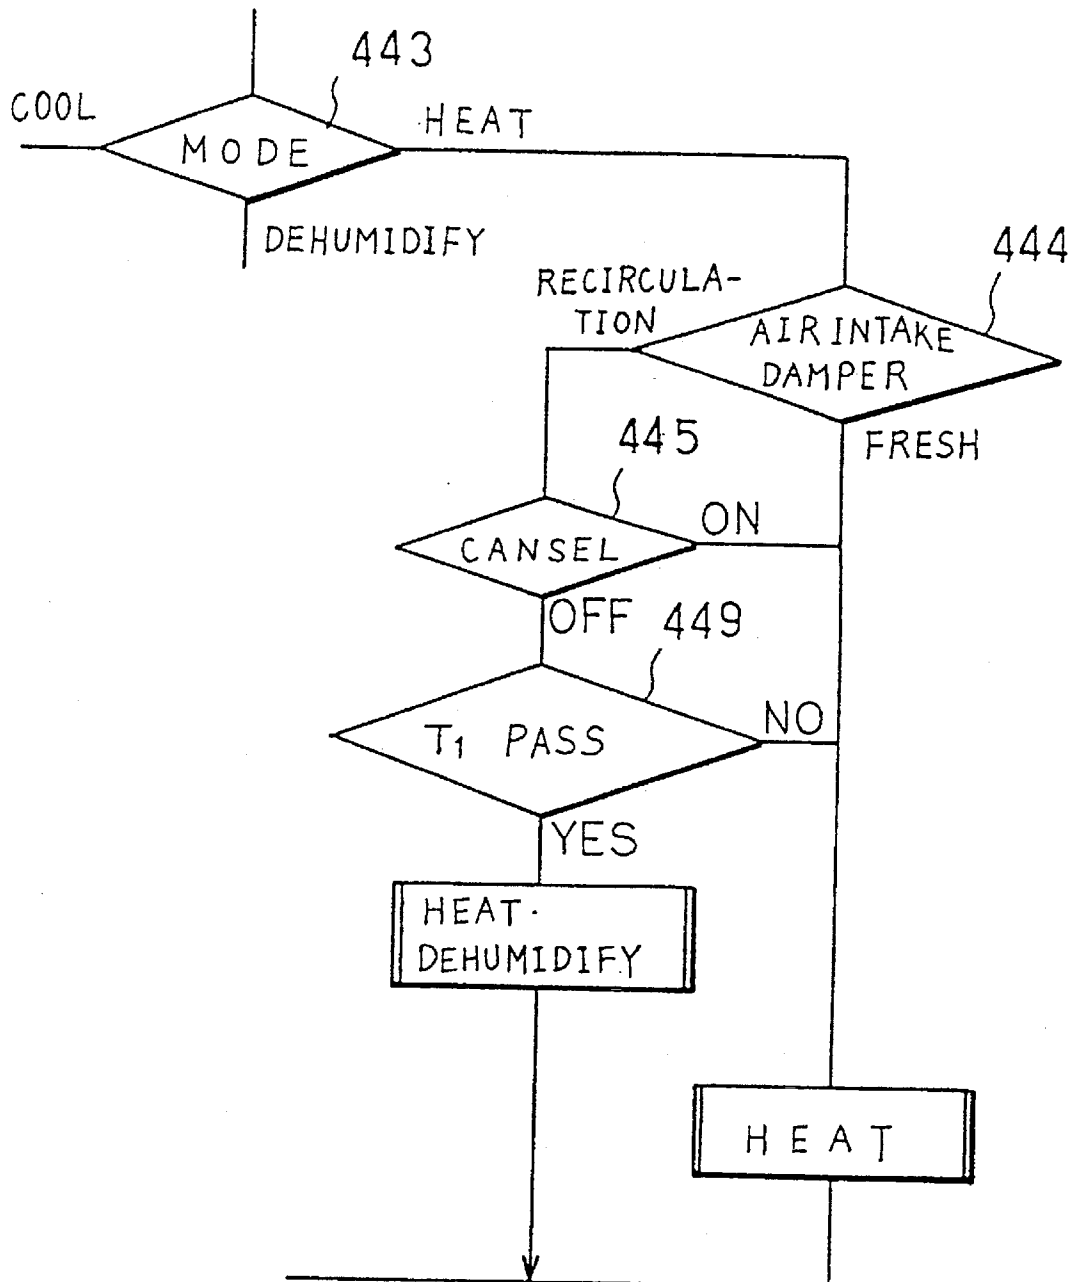 443
COOL
HEAT
MODE
DEHUMIDIFY
444
RECIRCULA-
TION
AIR INTAKE
DAMPER
445
FRESH
ON
CANSEL
OFF
449
NO
T₁ PASS
YES
HEAT·
DEHUMIDIFY
HEAT